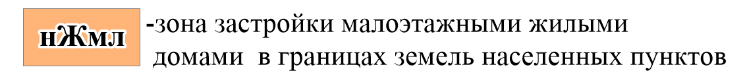 нЖмл
-зона застройки малоэтажными жилыми
домами в границах земель населенных пунктов